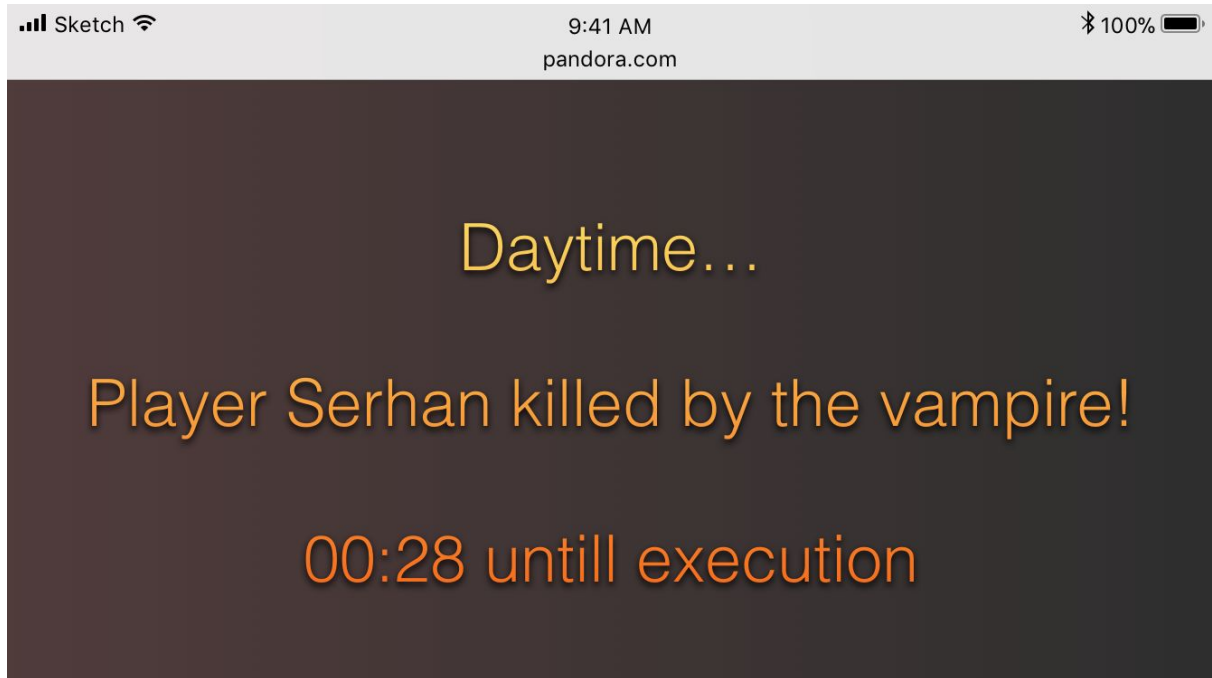 Sketch 9:41 AM 100%
pandora.com
Daytime...
Player Serhan killed by the vampire!
00:28 untill execution